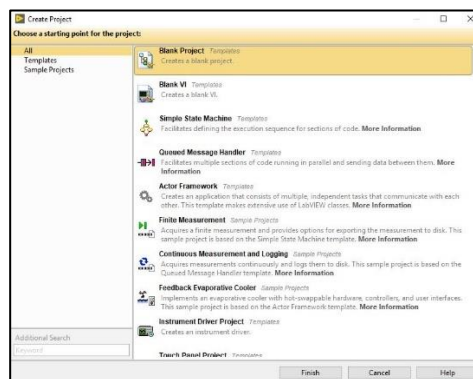 Create Project
Choose a starting point for the project:
All
Templates
Sample Projects
Blank Project Templates
Creates a blank project.
Blank VI Templates
Creates a blank VI.
Simple State Machine Templates
Facilitates defining the execution sequence for sections of code. More Information
Queued Message Handler Templates
Facilitates multiple sections of code running in parallel and sending data between them. More
Information
Actor Framework Templates
Creates an application that consists of multiple, independent tasks that communicate with each
other. This template makes extensive use of LabVIEW classes. More Information
Finite Measurement Sample Projects
Acquires a finite measurement and provides options for exporting the measurement to disk. This
sample project is based on the Simple State Machine template. More Information
Continuous Measurement and Logging Sample Projects
Acquires measurements continuously and logs them to disk. This sample project is based on the
Queued Message Handler template. More Information
Feedback Evaporative Cooler Sample Projects
Implements an evaporative cooler with hot-swappable hardware, controllers, and user interfaces.
This sample project is based on the Actor Framework template. More Information
Instrument Driver Project Templates
Creates an instrument driver.
Touch Panel Project Templates
Additional Search
Keyword
Finish
Cancel
Help